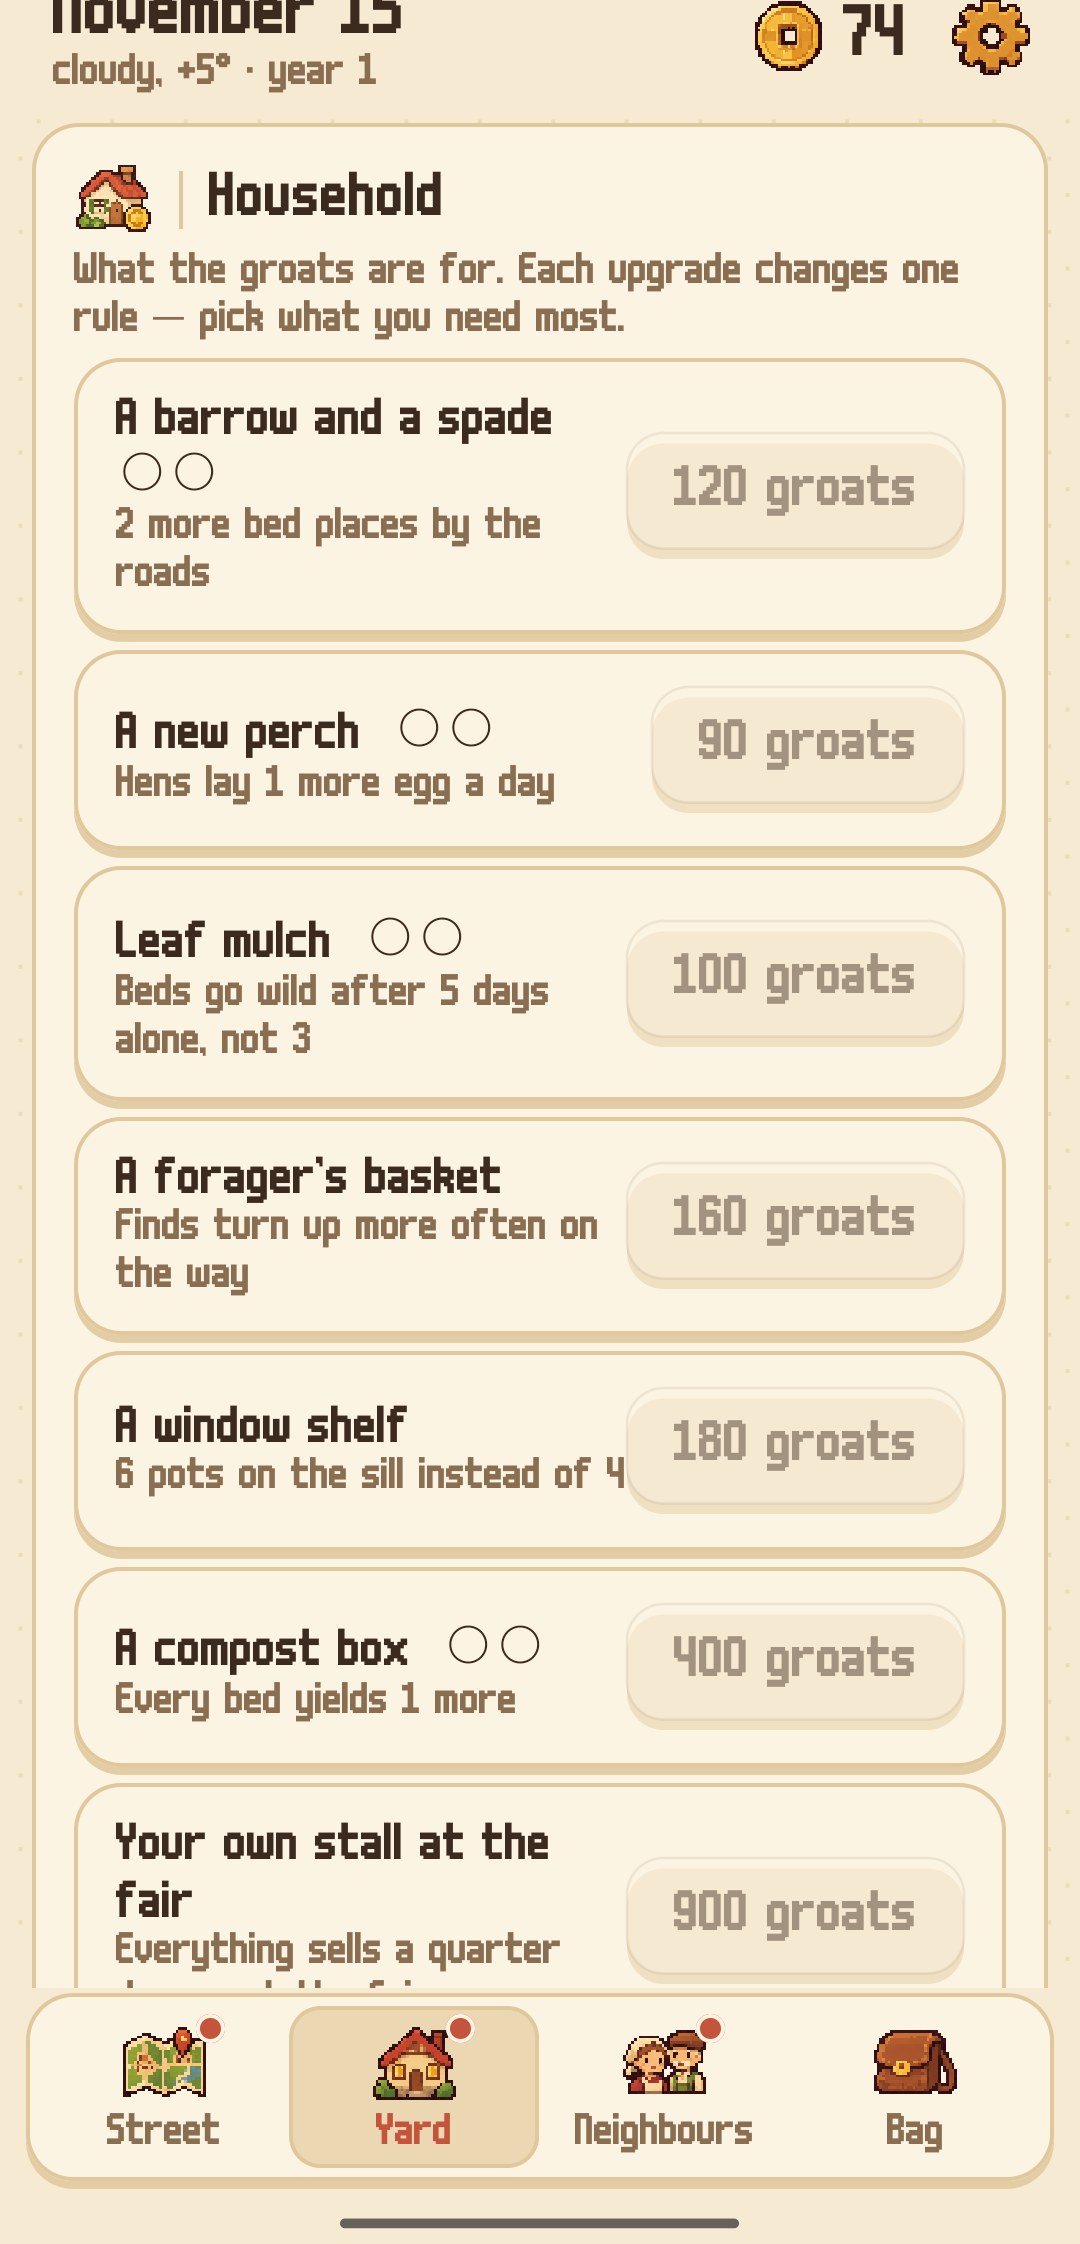 November 15
74
cloudy, +5° · year 1
Household
What the groats are for. Each upgrade changes one
rule — pick what you need most.
A barrow and a spade
○○
2 more bed places by the
roads
120 groats
A new perch ○○
Hens lay 1 more egg a day
90 groats
Leaf mulch ○○
Beds go wild after 5 days
alone, not 3
100 groats
A forager's basket
Finds turn up more often on
the way
160 groats
A window shelf
6 pots on the sill instead of 4
180 groats
A compost box ○○
Every bed yields 1 more
400 groats
Your own stall at the
fair
Everything sells a quarter
900 groats
Street
Yard
Neighbours
Bag